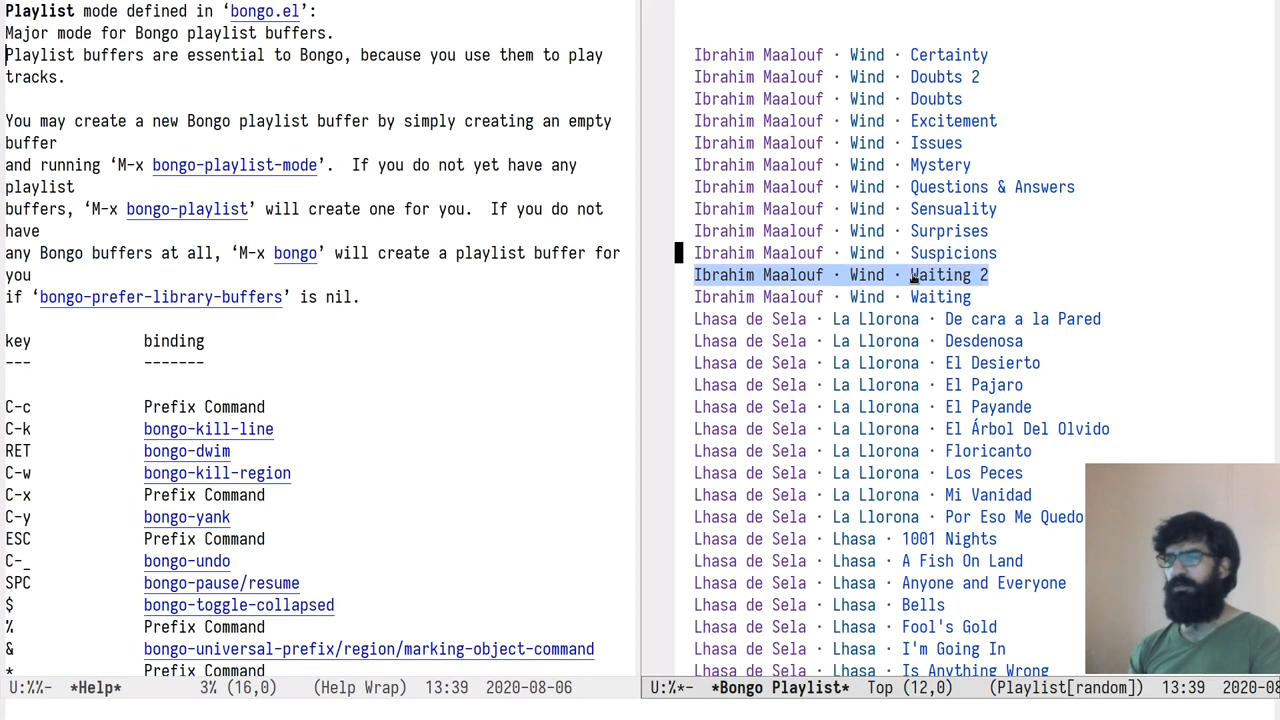 Playlist mode defined in ‘bongo.el’:
Major mode for Bongo playlist buffers.
Playlist buffers are essential to Bongo, because you use them to play
tracks.
You may create a new Bongo playlist buffer by simply creating an empty
buffer
and running ‘M-x bongo-playlist-mode’.  If you do not yet have any
playlist
buffers, ‘M-x bongo-playlist’ will create one for you.  If you do not
have
any Bongo buffers at all, ‘M-x bongo’ will create a playlist buffer for
you
if ‘bongo-prefer-library-buffers’ is nil.
key binding
--- -------
C-c Prefix Command
C-k bongo-kill-line
RET bongo-dwim
C-w bongo-kill-region
C-x Prefix Command
C-y bongo-yank
ESC Prefix Command
C-_ bongo-undo
SPC bongo-pause/resume
$ bongo-toggle-collapsed
% Prefix Command
& bongo-universal-prefix/region/marking-object-command
* Prefix Command
U:%%- *Help* 3% (16,0) (Help Wrap) 13:39 2020-08-06
Ibrahim Maalouf · Wind · Certainty
Ibrahim Maalouf · Wind · Doubts 2
Ibrahim Maalouf · Wind · Doubts
Ibrahim Maalouf · Wind · Excitement
Ibrahim Maalouf · Wind · Issues
Ibrahim Maalouf · Wind · Mystery
Ibrahim Maalouf · Wind · Questions & Answers
Ibrahim Maalouf · Wind · Sensuality
Ibrahim Maalouf · Wind · Surprises
Ibrahim Maalouf · Wind · Suspicions
Ibrahim Maalouf · Wind · Waiting 2
Ibrahim Maalouf · Wind · Waiting
Lhasa de Sela · La Llorona · De cara a la Pared
Lhasa de Sela · La Llorona · Desdenosa
Lhasa de Sela · La Llorona · El Desierto
Lhasa de Sela · La Llorona · El Pajaro
Lhasa de Sela · La Llorona · El Payande
Lhasa de Sela · La Llorona · El Árbol Del Olvido
Lhasa de Sela · La Llorona · Floricanto
Lhasa de Sela · La Llorona · Los Peces
Lhasa de Sela · La Llorona · Mi Vanidad
Lhasa de Sela · La Llorona · Por Eso Me Quedo
Lhasa de Sela · Lhasa · 1001 Nights
Lhasa de Sela · Lhasa · A Fish On Land
Lhasa de Sela · Lhasa · Anyone and Everyone
Lhasa de Sela · Lhasa · Bells
Lhasa de Sela · Lhasa · Fool's Gold
Lhasa de Sela · Lhasa · I'm Going In
Lhasa de Sela · Lhasa · Is Anything Wrong
U:%*- *Bongo Playlist* Top (12,0) (Playlist[random]) 13:39 2020-08